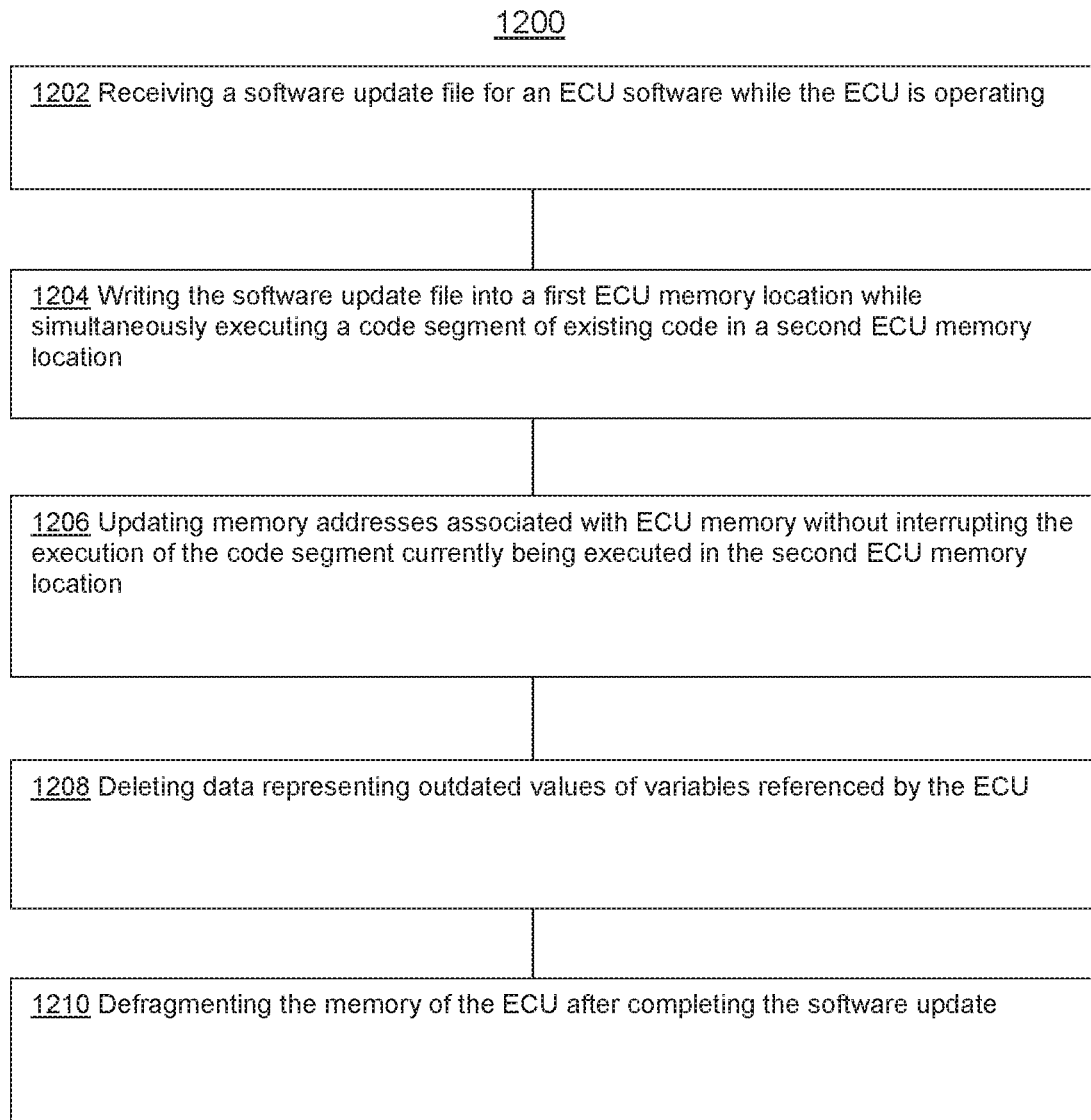 1200
1202 Receiving a software update file for an ECU software while the ECU is operating
1204 Writing the software update file into a first ECU memory location while
simultaneously executing a code segment of existing code in a second ECU memory
location
1206 Updating memory addresses associated with ECU memory without interrupting the
execution of the code segment currently being executed in the second ECU memory
location
1208 Deleting data representing outdated values of variables referenced by the ECU
1210 Defragmenting the memory of the ECU after completing the software update